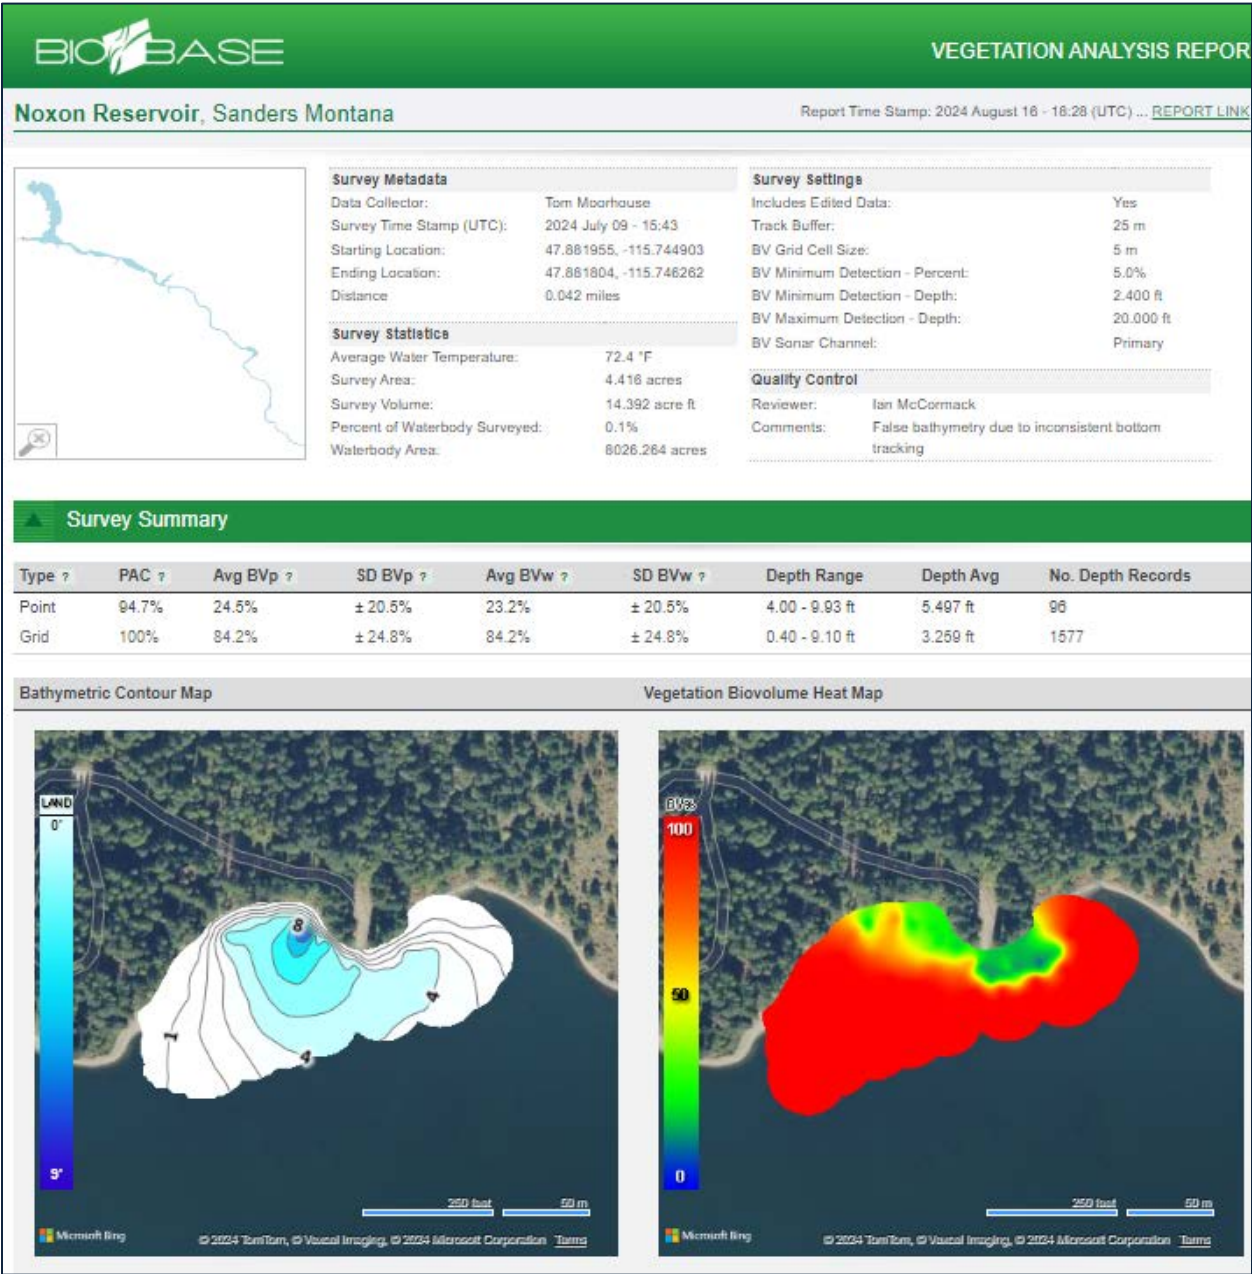 BIOBASE
VEGETATION ANALYSIS REPOR
Noxon Reservoir, Sanders Montana
Report Time Stamp: 2024 August 16 - 18:28 (UTC) ... REPORT LINK
Survey Metadata
Data Collector: Tom Moorhouse
Survey Time Stamp (UTC): 2024 July 09 - 15:43
Starting Location: 47.881955, -115.744903
Ending Location: 47.881804, -115.746262
Distance 0.042 miles
Survey Statistics
Average Water Temperature: 72.4 °F
Survey Area: 4.416 acres
Survey Volume: 14.392 acre ft
Percent of Waterbody Surveyed: 0.1%
Waterbody Area: 8026.264 acres
Survey Settings
Includes Edited Data: Yes
Track Buffer: 25 m
BV Grid Cell Size: 5 m
BV Minimum Detection - Percent: 5.0%
BV Minimum Detection - Depth: 2.400 ft
BV Maximum Detection - Depth: 20.000 ft
BV Sonar Channel: Primary
Quality Control
Reviewer: Ian McCormack
Comments: False bathymetry due to inconsistent bottom
tracking
Survey Summary
Type ? PAC ? Avg BVp ? SD BVp ? Avg BVw ? SD BVw ? Depth Range Depth Avg No. Depth Records
Point 94.7% 24.5% ± 20.5% 23.2% ± 20.5% 4.00 - 9.93 ft 5.497 ft 96
Grid 100% 84.2% ± 24.8% 84.2% ± 24.8% 0.40 - 9.10 ft 3.259 ft 1577
Bathymetric Contour Map
LAND
0'
8
4
1
4
9'
250 feet 50 m
Microsoft Bing
© 2024 TomTom, © Vexcel Imaging, © 2024 Microsoft Corporation Terms
Vegetation Biovolume Heat Map
BV%
100
50
0
250 feet 50 m
Microsoft Bing
© 2024 TomTom, © Vexcel Imaging, © 2024 Microsoft Corporation Terms